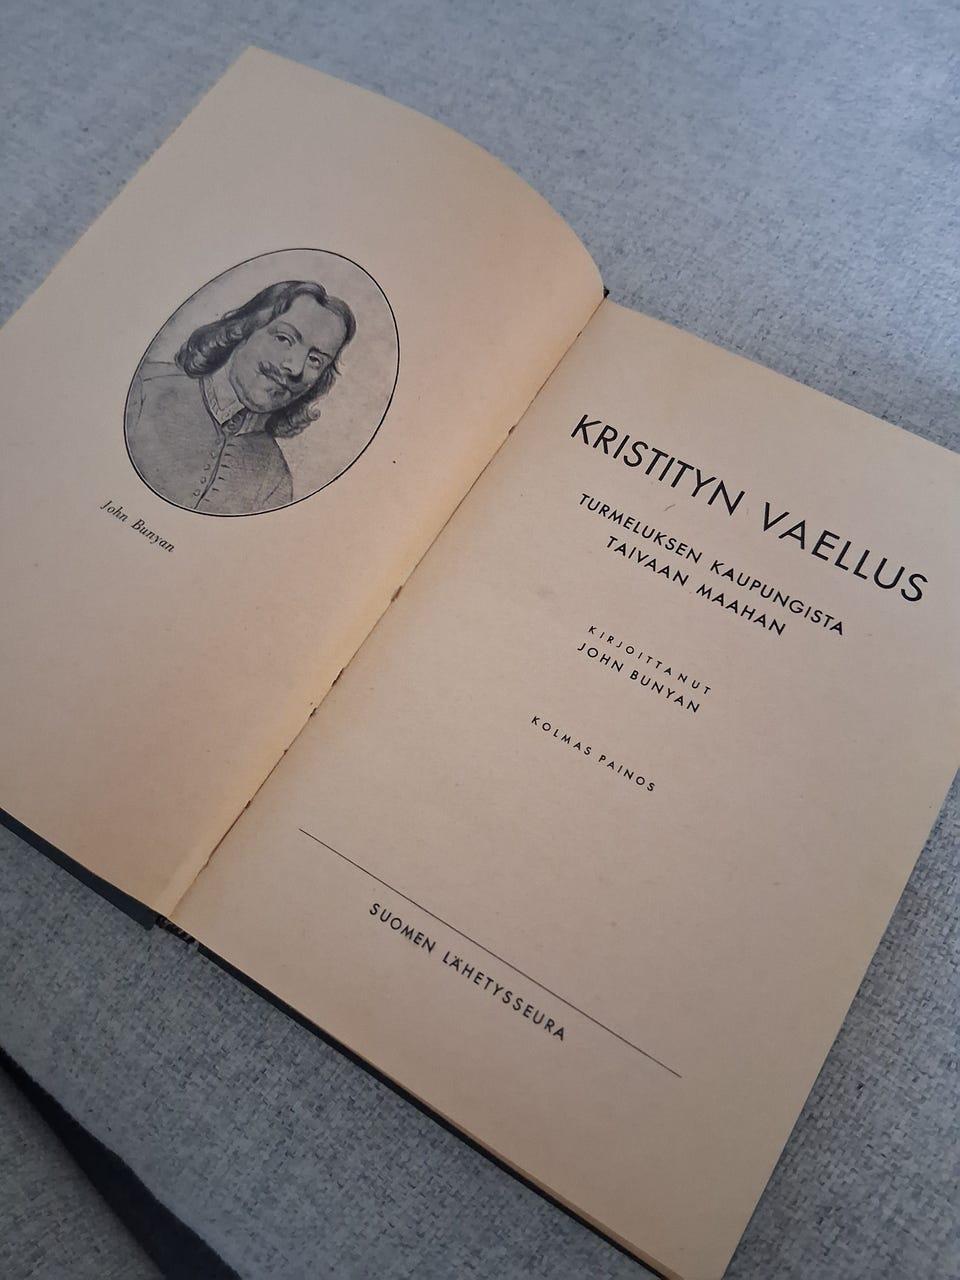 John Bunyan
KRISTITYN VAELLUS
TURMELUKSEN KAUPUNGISTA
TAIVAAN MAAHAN
KIRJOITTANUT
JOHN BUNYAN
KOLMAS PAINOS
SUOMEN LÄHETYSSEURA